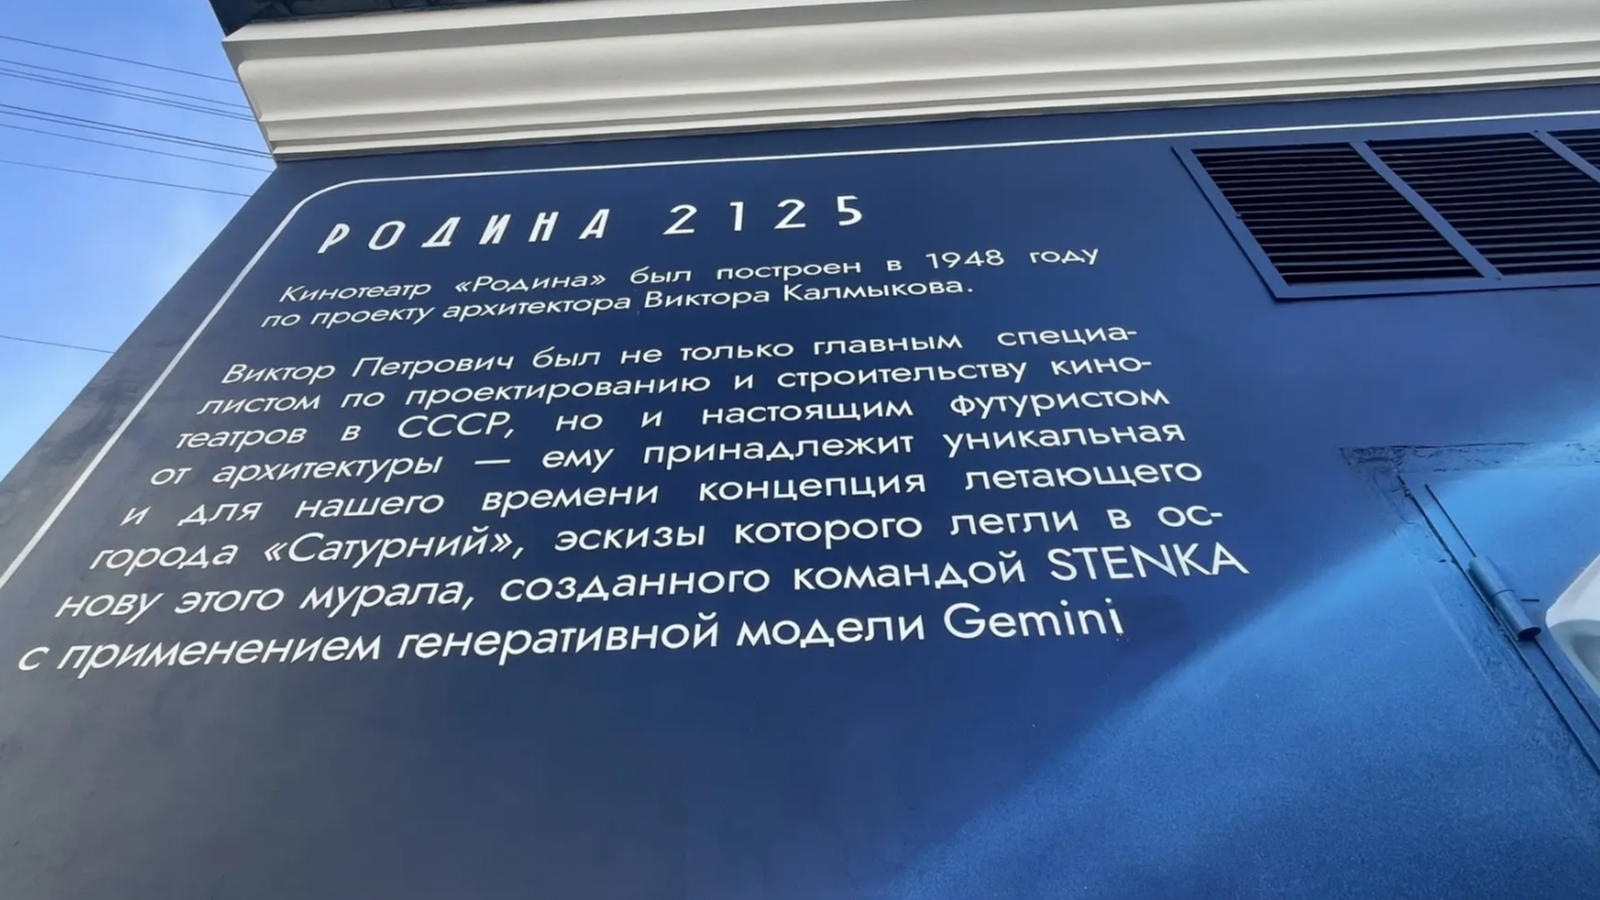 РОДИНА 2125
Кинотеатр «Родина» был построен в 1948 году
по проекту архитектора Виктора Калмыкова.
Виктор Петрович был не только главным специа-
листом по проектированию и строительству кино-
театров в СССР, но и настоящим футуристом
от архитектуры — ему принадлежит уникальная
и для нашего времени концепция летающего
города «Сатурний», эскизы которого легли в ос-
нову этого мурала, созданного командой STENKA
с применением генеративной модели Gemini